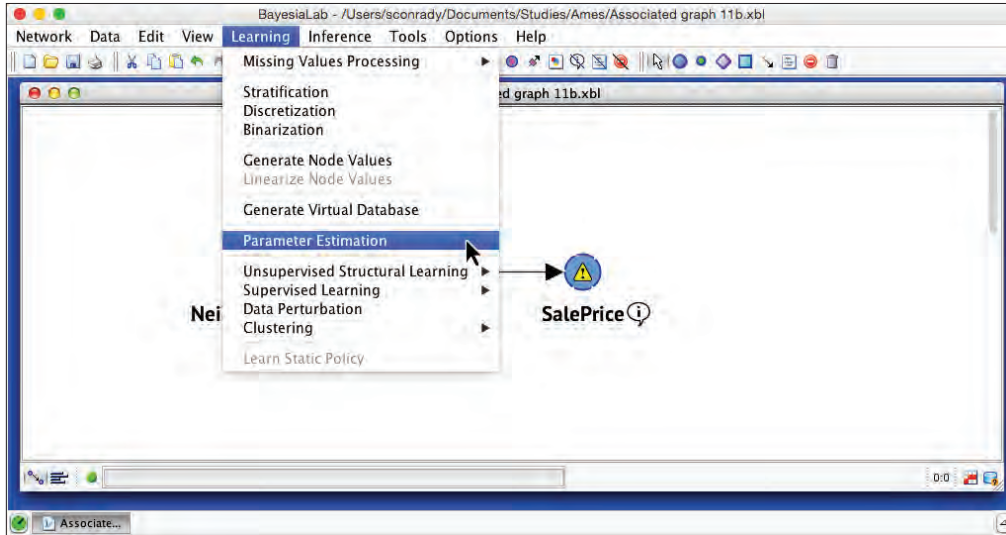 BayesiaLab - /Users/sconrady/Documents/Studies/Ames/Associated graph 11b.xbl
Network Data Edit View Learning Inference Tools Options Help
ed graph 11b.xbl
Missing Values Processing
Stratification
Discretization
Binarization
Generate Node Values
Linearize Node Values
Generate Virtual Database
Parameter Estimation
Unsupervised Structural Learning
Supervised Learning
Data Perturbation
Clustering
Learn Static Policy
Nei
SalePrice
0:0
Associate...